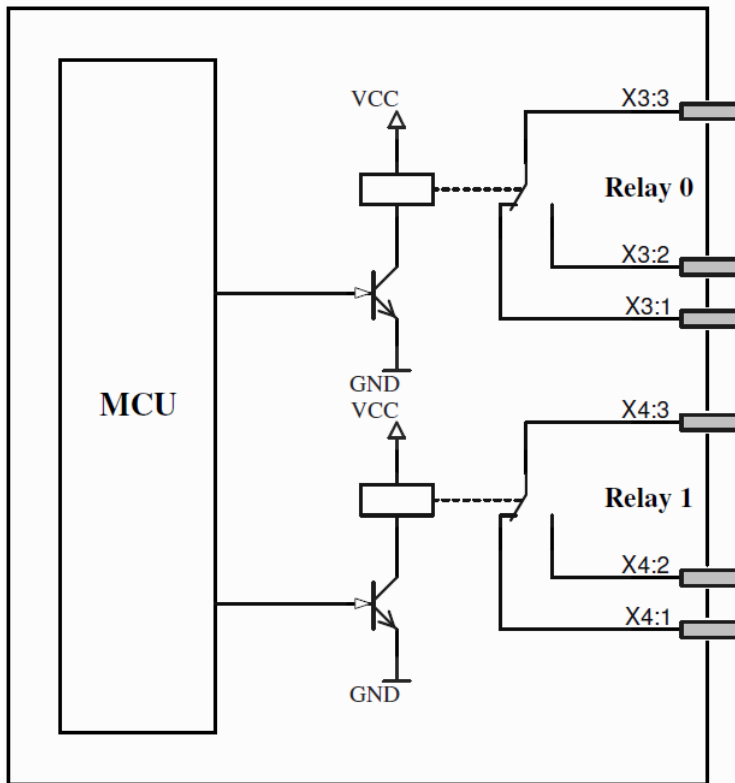 VCC
X3:3
Relay 0
X3:2
X3:1
GND
MCU
VCC
X4:3
Relay 1
X4:2
X4:1
GND